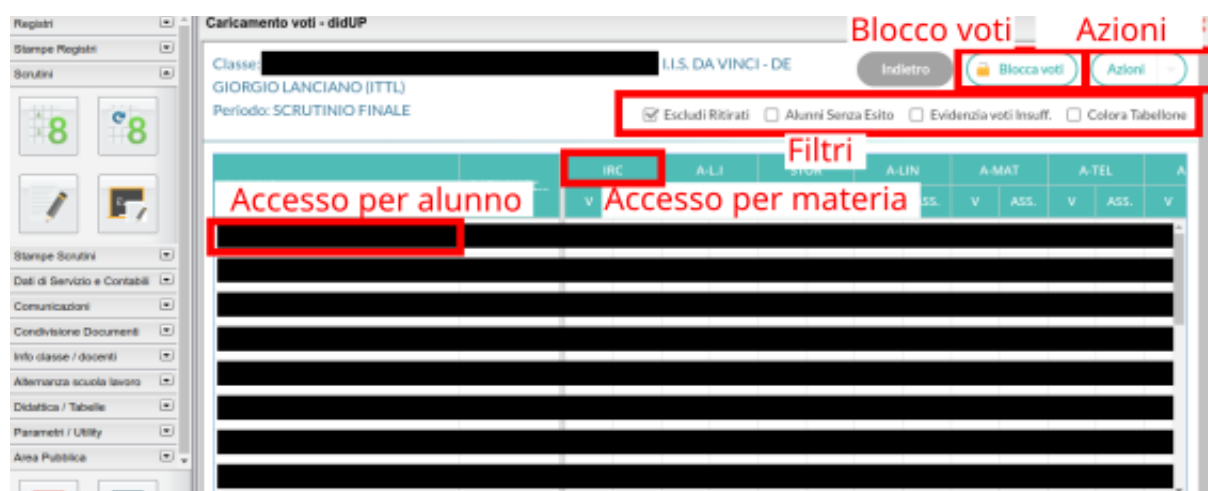 Registri
Stampe Registri
Scrutini
8 8
Stampe Scrutini
Dati di Servizio e Contabili
Comunicazioni
Condivisione Documenti
Info classe / docenti
Alternanza scuola lavoro
Didattica / Tabelle
Parametri / Utility
Area Pubblica
Caricamento voti - didUP
Blocco voti Azioni
Classe: I.I.S. DA VINCI - DE
GIORGIO LANCIANO (ITTL)
Periodo: SCRUTINIO FINALE
Indietro Blocca voti Azioni
Escludi Ritirati Alunni Senza Esito Evidenzia voti Insuff. Colora Tabellone
Filtri
IRC A-L.I STOR A-LIN A-MAT A-TEL A
Accesso per alunno Accesso per materia
V ASS. V ASS. V ASS. V